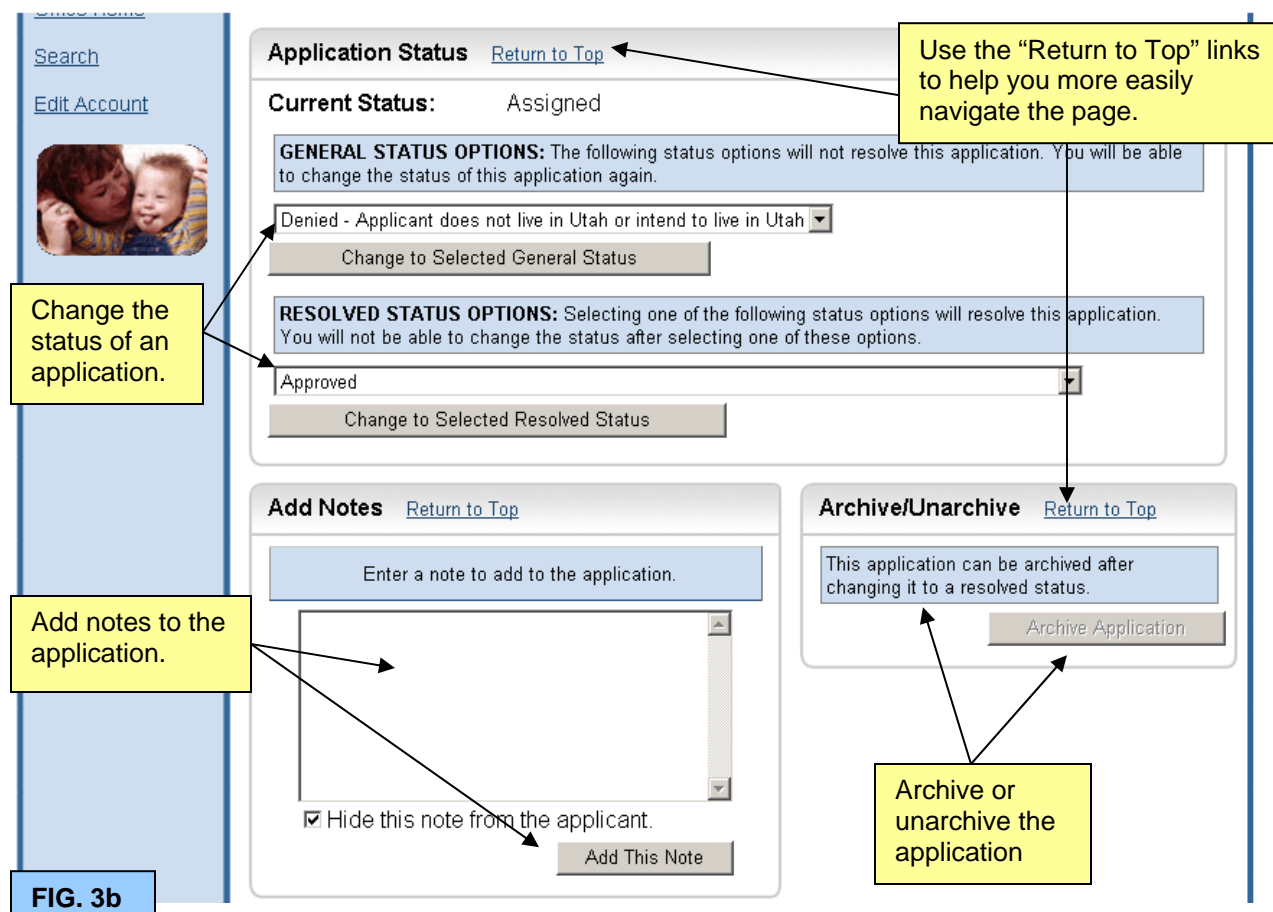 Office Home
Search
Edit Account
Application Status Return to Top
Use the “Return to Top” links
to help you more easily
navigate the page.
Current Status: Assigned
GENERAL STATUS OPTIONS: The following status options will not resolve this application. You will be able
to change the status of this application again.
Denied - Applicant does not live in Utah or intend to live in Utah
Change to Selected General Status
Change the
status of an
application.
RESOLVED STATUS OPTIONS: Selecting one of the following status options will resolve this application.
You will not be able to change the status after selecting one of these options.
Approved
Change to Selected Resolved Status
Add Notes Return to Top
Enter a note to add to the application.
Add notes to the
application.
Hide this note from the applicant.
Add This Note
Archive/Unarchive Return to Top
This application can be archived after
changing it to a resolved status.
Archive Application
Archive or
unarchive the
application
FIG. 3b